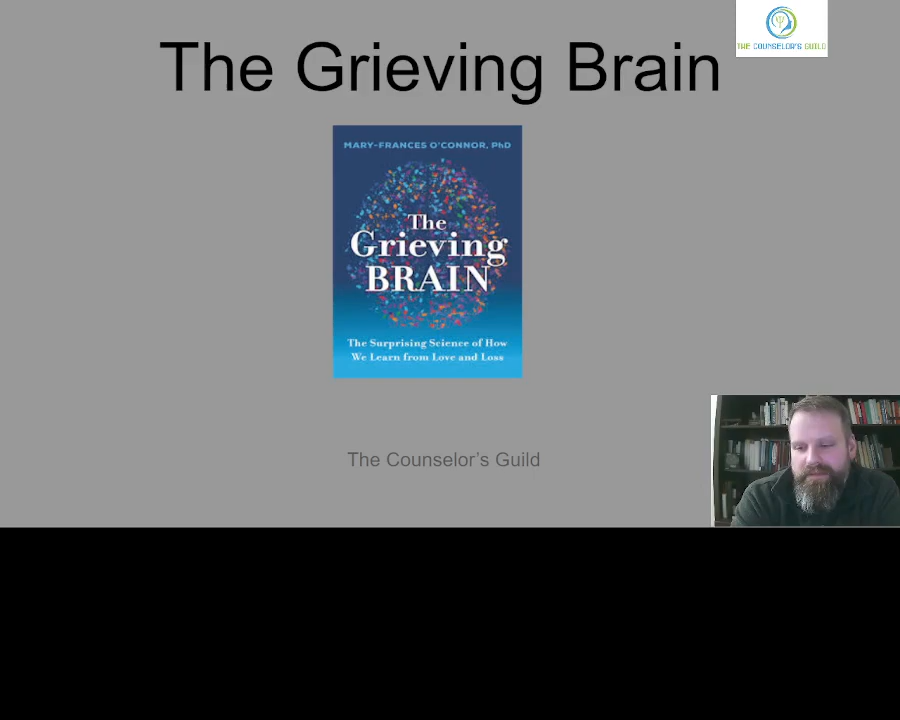 The Grieving Brain
THE COUNSELOR'S GUILD
MARY-FRANCES O'CONNOR, PhD
The
Grieving
BRAIN
The Surprising Science of How
We Learn from Love and Loss
The Counselor's Guild